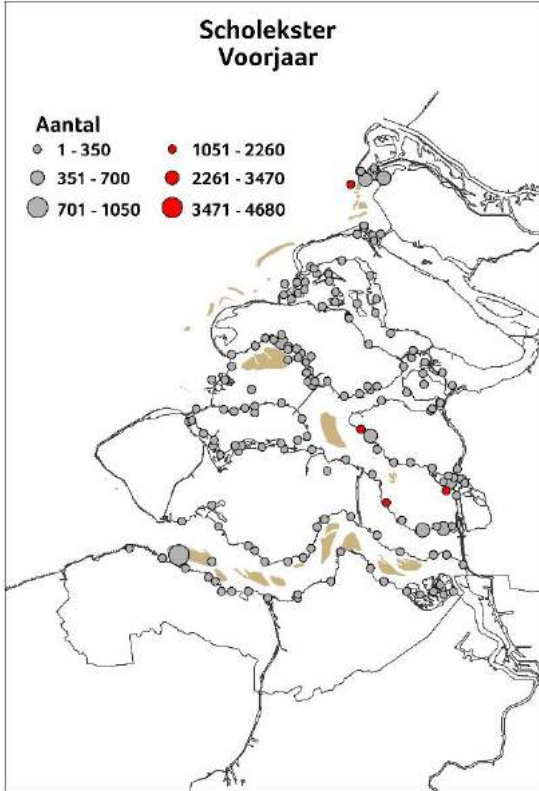 Scholekster
Voorjaar
Aantal
1 - 350
351 - 700
701 - 1050
1051 - 2260
2261 - 3470
3471 - 4680